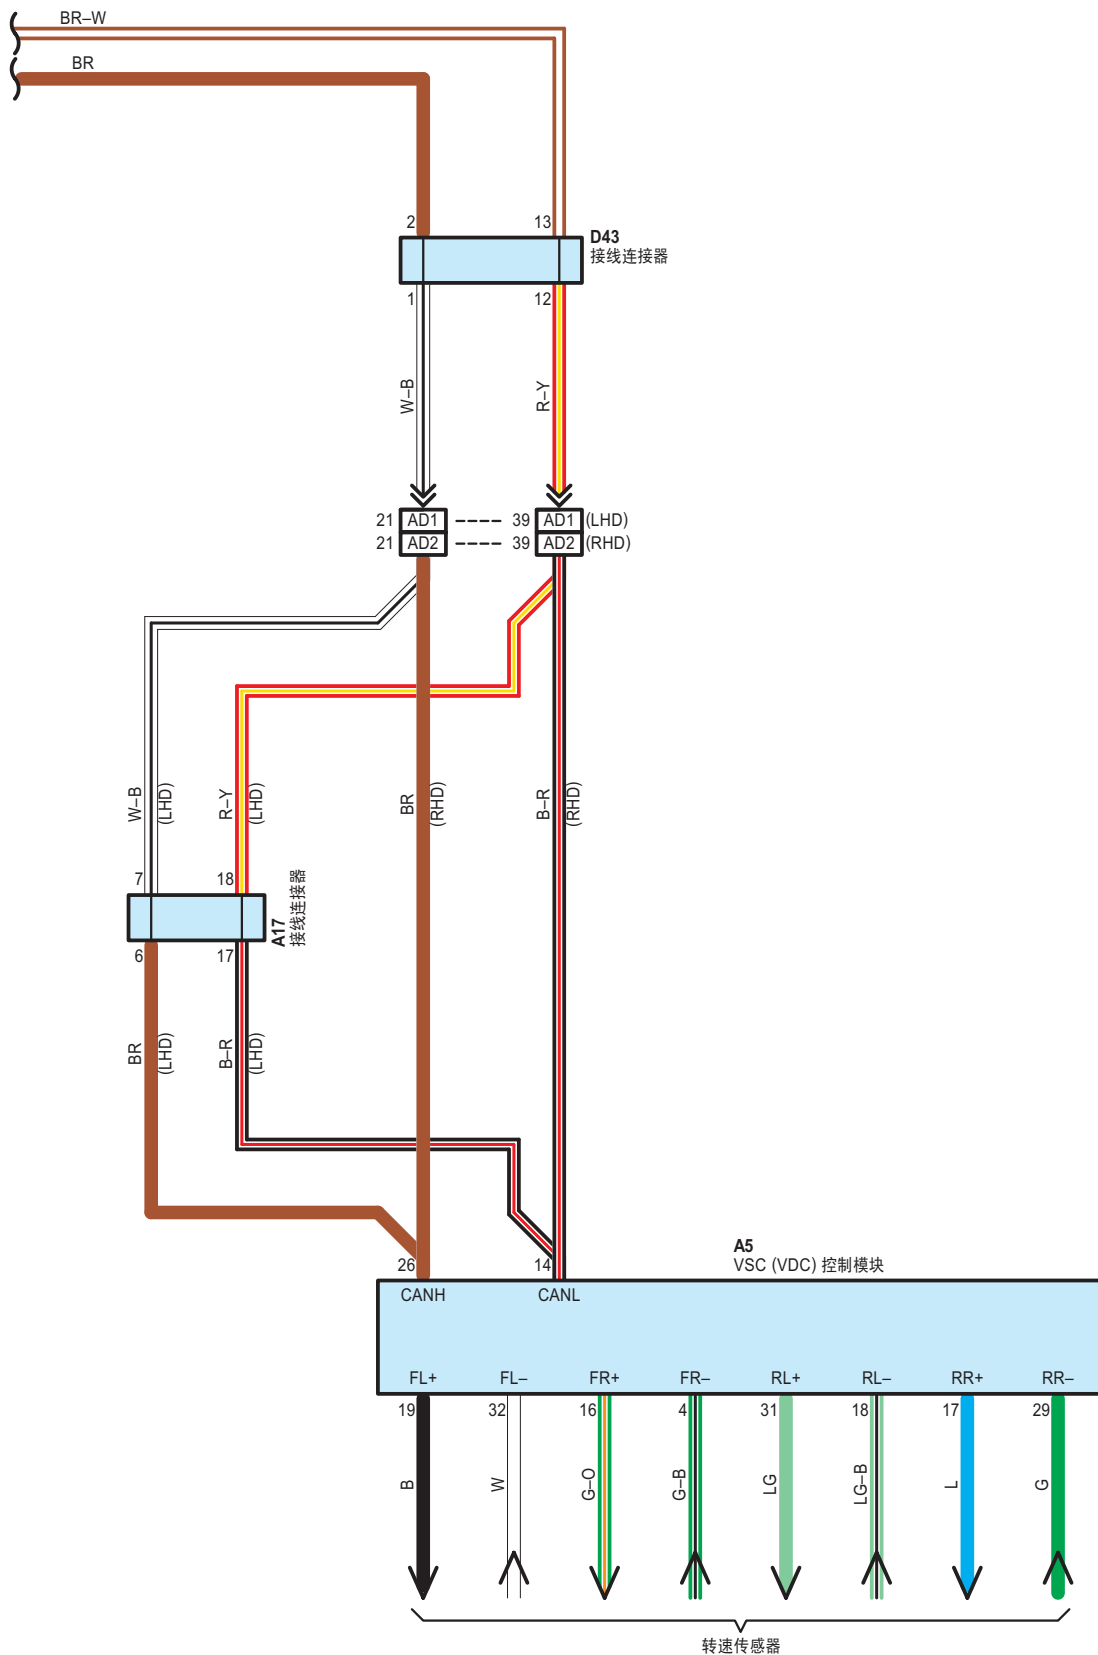 BR–W
BR
2
13
D43
接线连接器
1
12
W–B
R–Y
21 AD1 39 AD1 (LHD)
21 AD2 39 AD2 (RHD)
W–B
(LHD)
R–Y
(LHD)
BR
(RHD)
B–R
(RHD)
7
18
A17
接线连接器
6
17
BR
(LHD)
B–R
(LHD)
26
14
A5
VSC (VDC) 控制模块
CANH
CANL
FL+ FL– FR+ FR– RL+ RL– RR+ RR–
19 32 16 4 31 18 17 29
B W G–O G–B LG LG–B L G
转速传感器